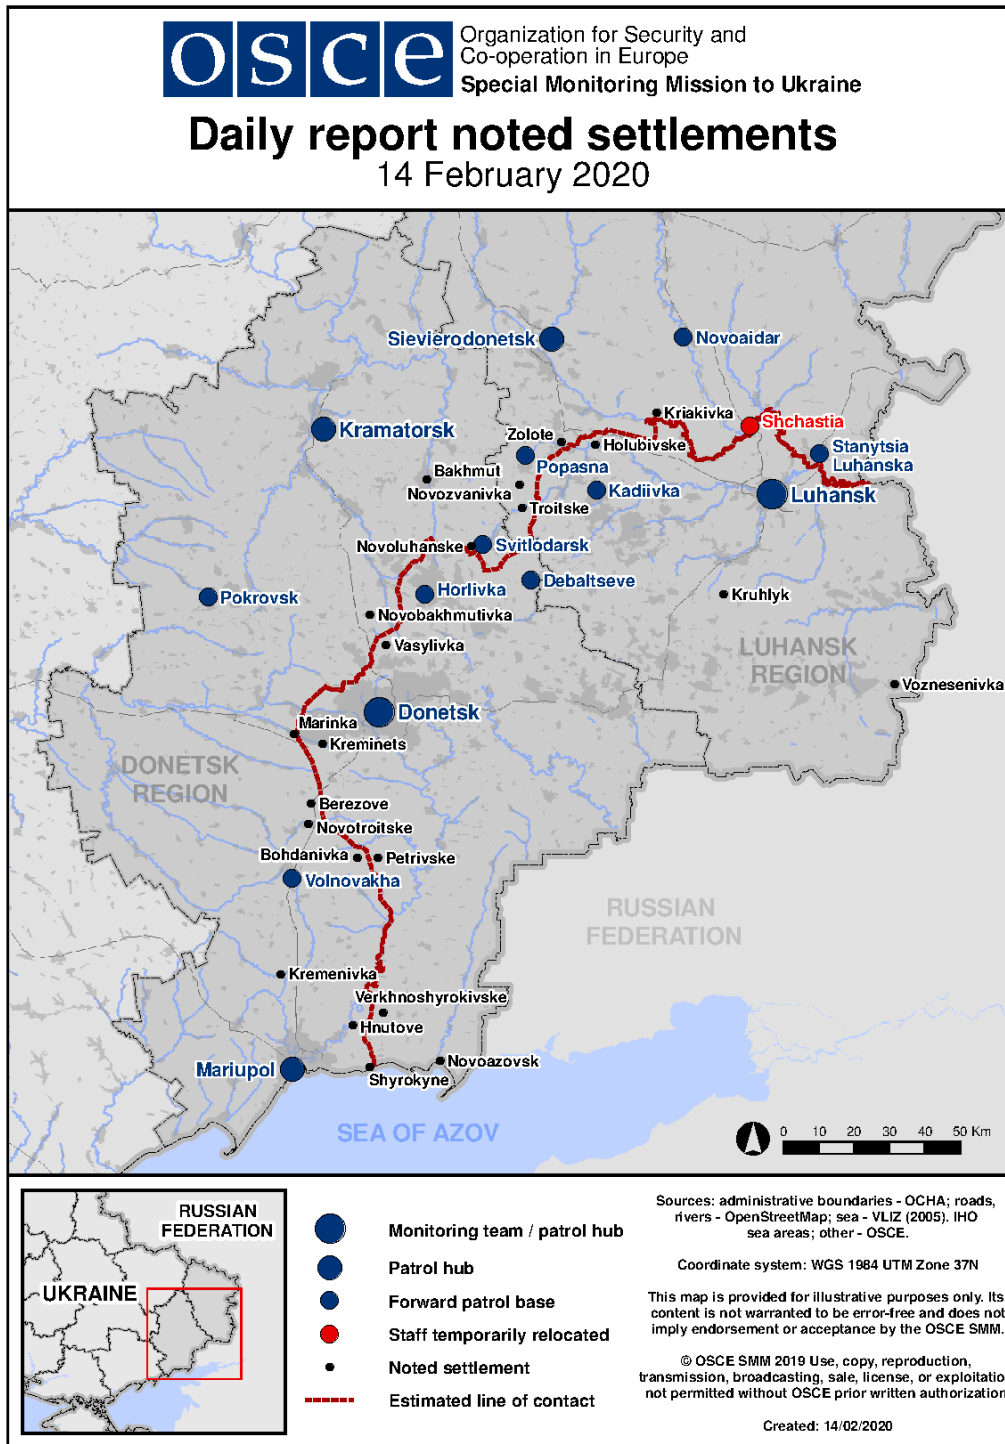 osce
Organization for Security and
Co-operation in Europe
Special Monitoring Mission to Ukraine
Daily report noted settlements
14 February 2020
Sievierodonetsk
Novoaidar
Kriakivka
Shchastia
Kramatorsk
Zolote
Holubivske
Stanytsia
Luhanska
Popasna
Bakhmut
Kadiivka
Luhansk
Novozvanivka
Troitske
Novoluhanske
Svitlodarsk
Debaltseve
Horlivka
Pokrovsk
Kruhlyk
Novobakhmutivka
Vasylivka
LUHANSK
REGION
Voznesenivka
Donetsk
Marinka
Kreminets
DONETSK
REGION
Berezove
Novotroitske
Bohdanivka
Petrivske
Volnovakha
RUSSIAN
FEDERATION
Kremenivka
Verkhnoshyrokivske
Hnutove
Novoazovsk
Mariupol
Shyrokyne
SEA OF AZOV
0 10 20 30 40 50 Km
RUSSIAN
FEDERATION
UKRAINE
Monitoring team / patrol hub
Patrol hub
Forward patrol base
Staff temporarily relocated
Noted settlement
Estimated line of contact
Sources: administrative boundaries - OCHA; roads,
rivers - OpenStreetMap; sea - VLIZ (2005). IHO
sea areas; other - OSCE.
Coordinate system: WGS 1984 UTM Zone 37N
This map is provided for illustrative purposes only. Its
content is not warranted to be error-free and does not
imply endorsement or acceptance by the OSCE SMM.
© OSCE SMM 2019 Use, copy, reproduction,
transmission, broadcasting, sale, license, or exploitatio
not permitted without OSCE prior written authorization
Created: 14/02/2020